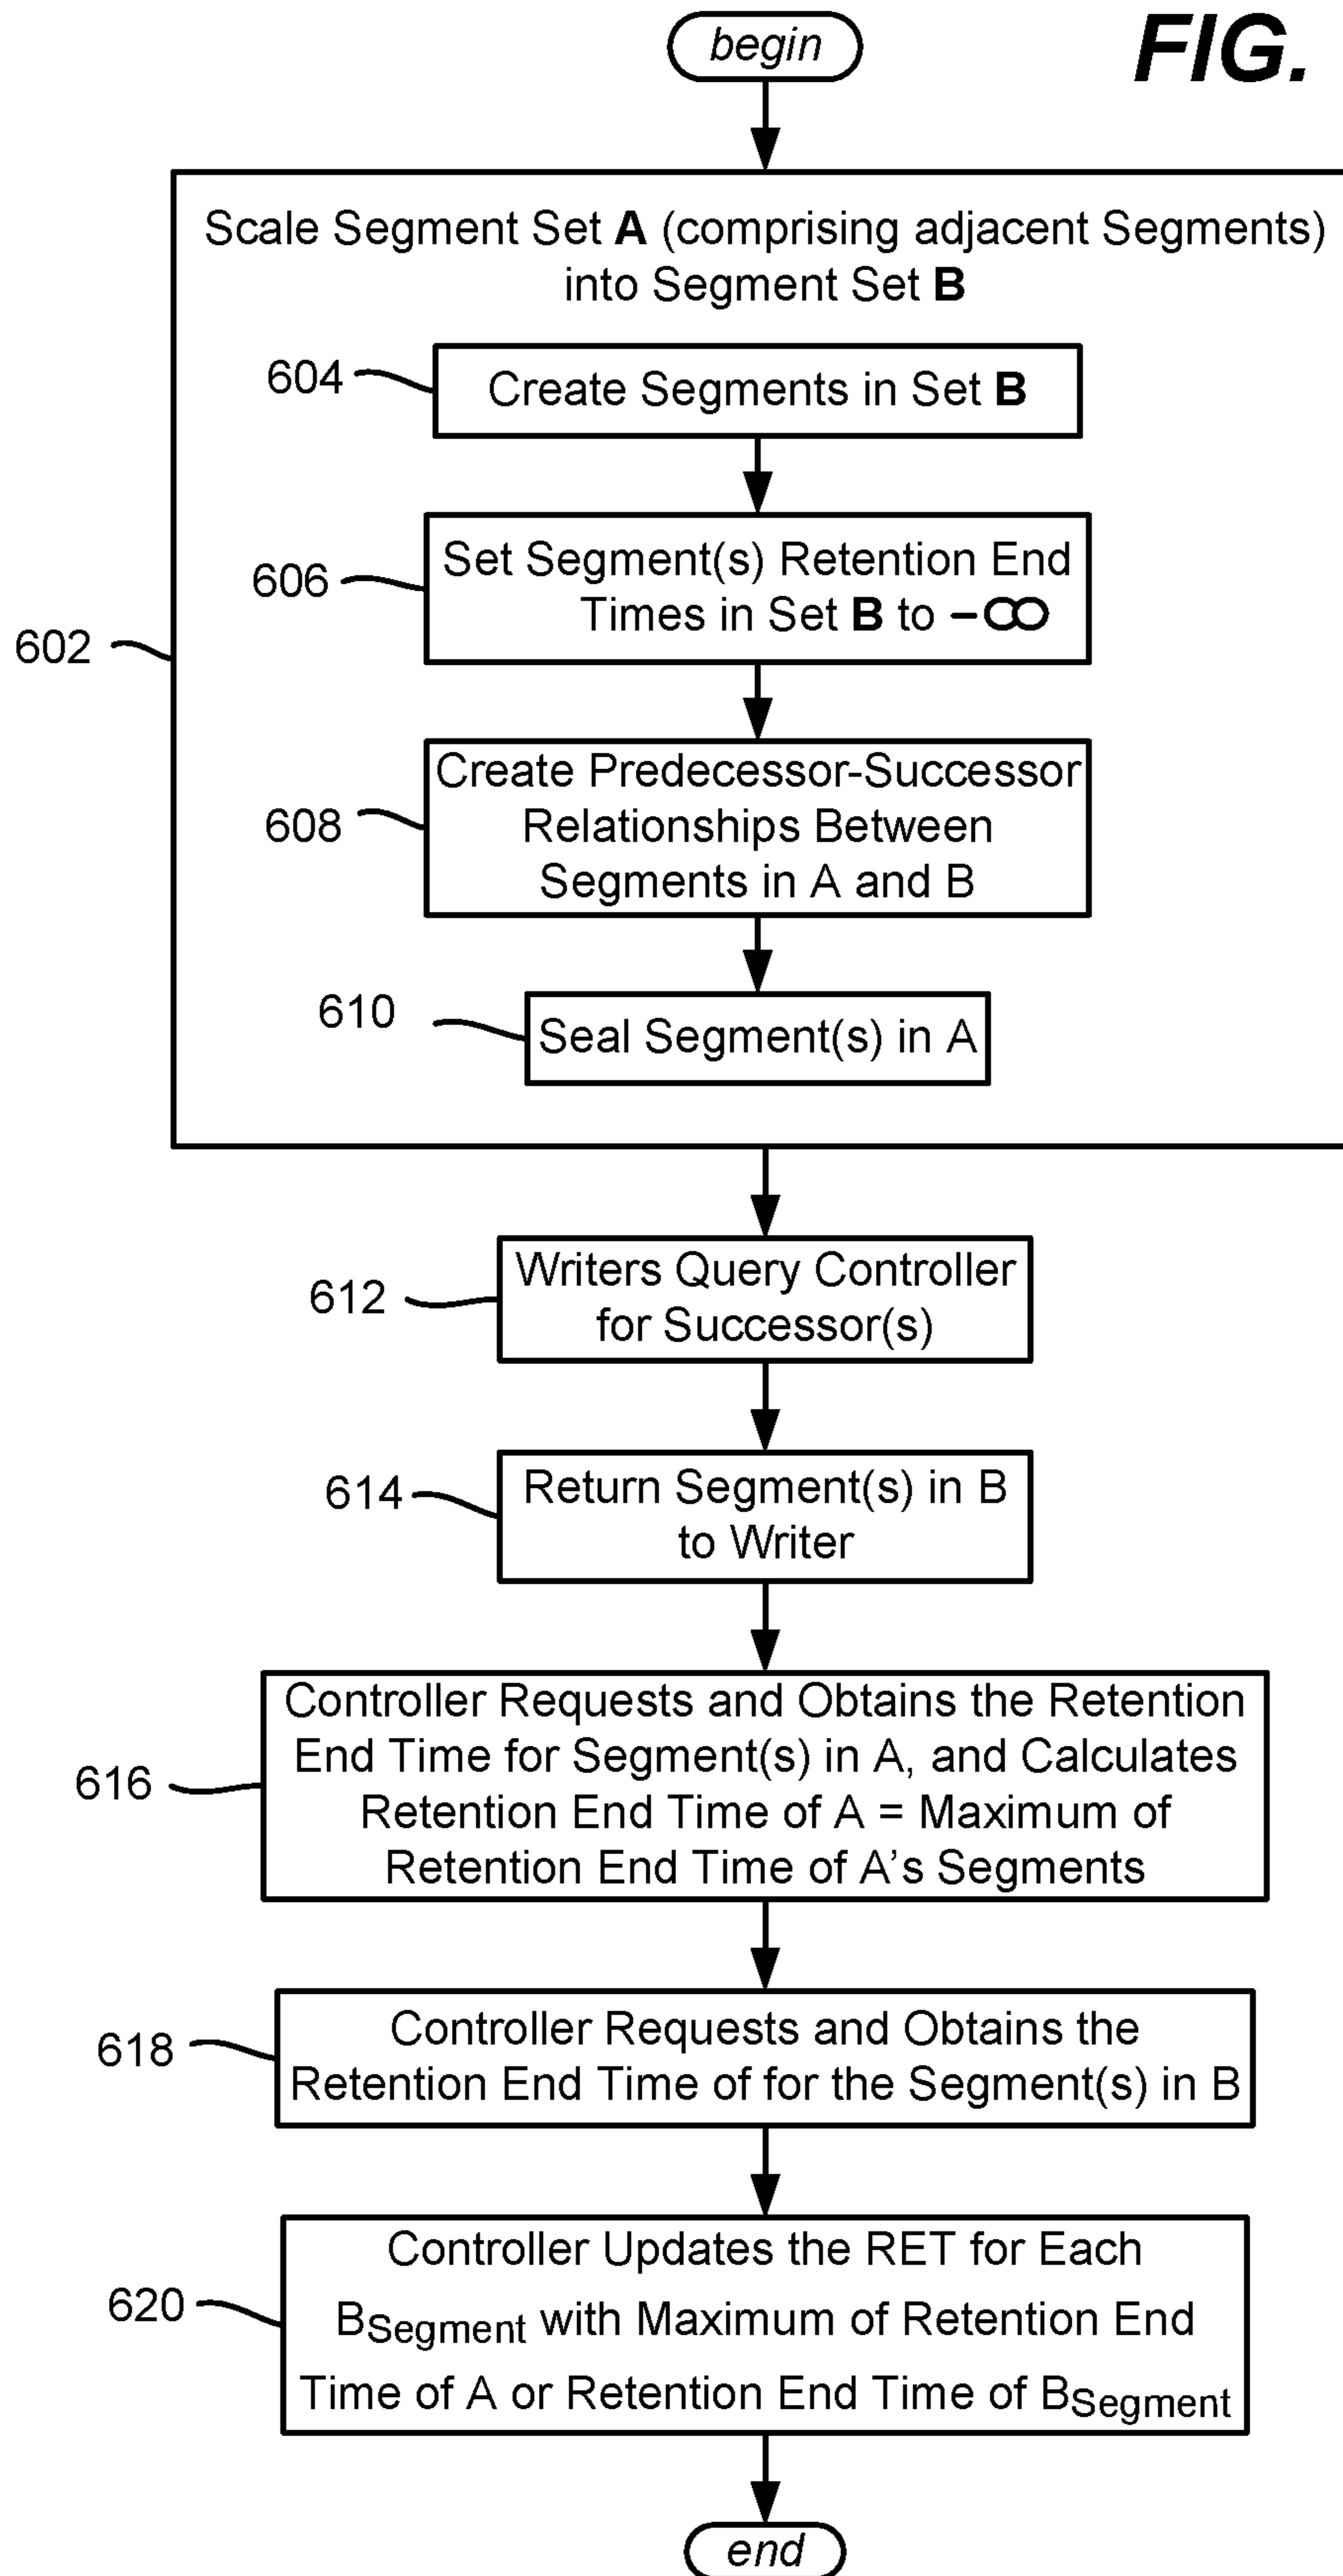 begin
FIG.
Scale Segment Set A (comprising adjacent Segments)
into Segment Set B
604
Create Segments in Set B
606
Set Segment(s) Retention End
Times in Set B to -∞
602
608
Create Predecessor-Successor
Relationships Between
Segments in A and B
610
Seal Segment(s) in A
612
Writers Query Controller
for Successor(s)
614
Return Segment(s) in B
to Writer
616
Controller Requests and Obtains the Retention
End Time for Segment(s) in A, and Calculates
Retention End Time of A = Maximum of
Retention End Time of A's Segments
618
Controller Requests and Obtains the
Retention End Time of for the Segment(s) in B
620
Controller Updates the RET for Each
BSegment with Maximum of Retention End
Time of A or Retention End Time of BSegment
end